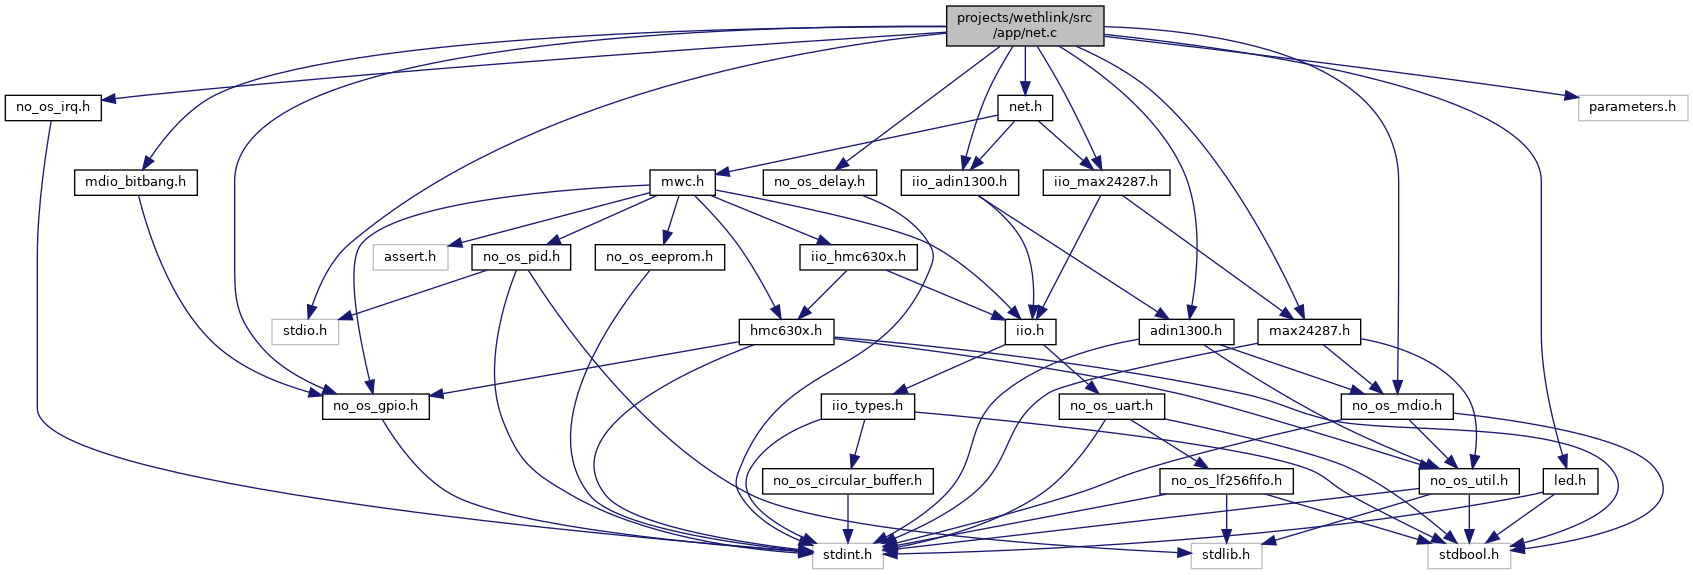 projects/wethlink/src
/app/net.c
no_os_irq.h
net.h
parameters.h
mdio_bitbang.h
mwc.h
no_os_delay.h
iio_adin1300.h
iio_max24287.h
assert.h
no_os_pid.h
no_os_eeprom.h
iio_hmc630x.h
stdio.h
hmc630x.h
iio.h
adin1300.h
max24287.h
no_os_gpio.h
iio_types.h
no_os_uart.h
no_os_mdio.h
no_os_circular_buffer.h
no_os_lf256fifo.h
no_os_util.h
led.h
stdint.h
stdlib.h
stdbool.h